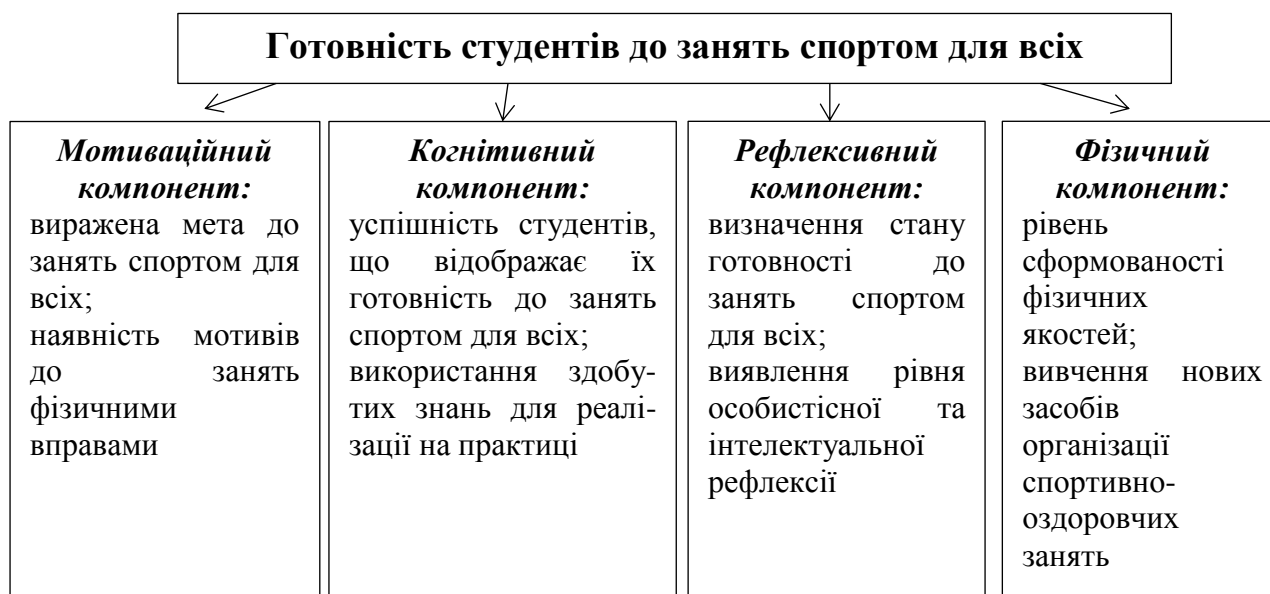 Готовність студентів до занять спортом для всіх
Мотиваційний
компонент:
виражена мета до
занять спортом для
всіх;
наявність мотивів
до занять
фізичними
вправами
Когнітивний
компонент:
успішність студентів,
що відображає їх
готовність до занять
спортом для всіх;
використання здобу-
тих знань для реалі-
зації на практиці
Рефлексивний
компонент:
визначення стану
готовності до
занять спортом
для всіх;
виявлення рівня
особистісної та
інтелектуальної
рефлексії
Фізичний
компонент:
рівень
сформованості
фізичних
якостей;
вивчення нових
засобів
організації
спортивно-
оздоровчих
занять